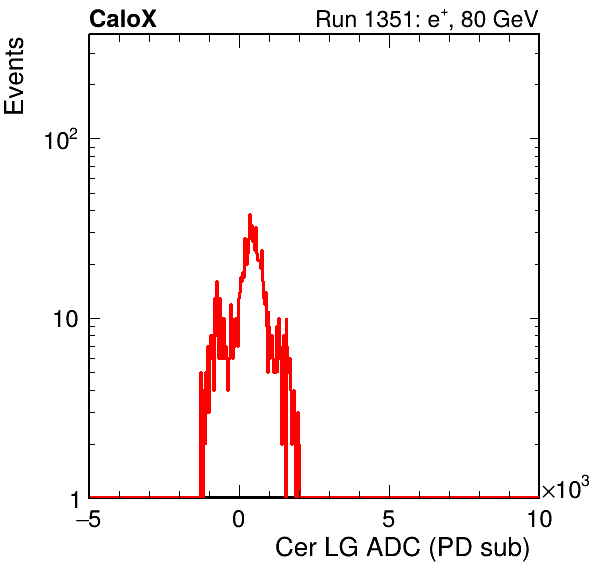 CaloX
Run 1351: e⁺, 80 GeV
Events
10²
10
1
−5
0
5
10
×10³
Cer LG ADC (PD sub)